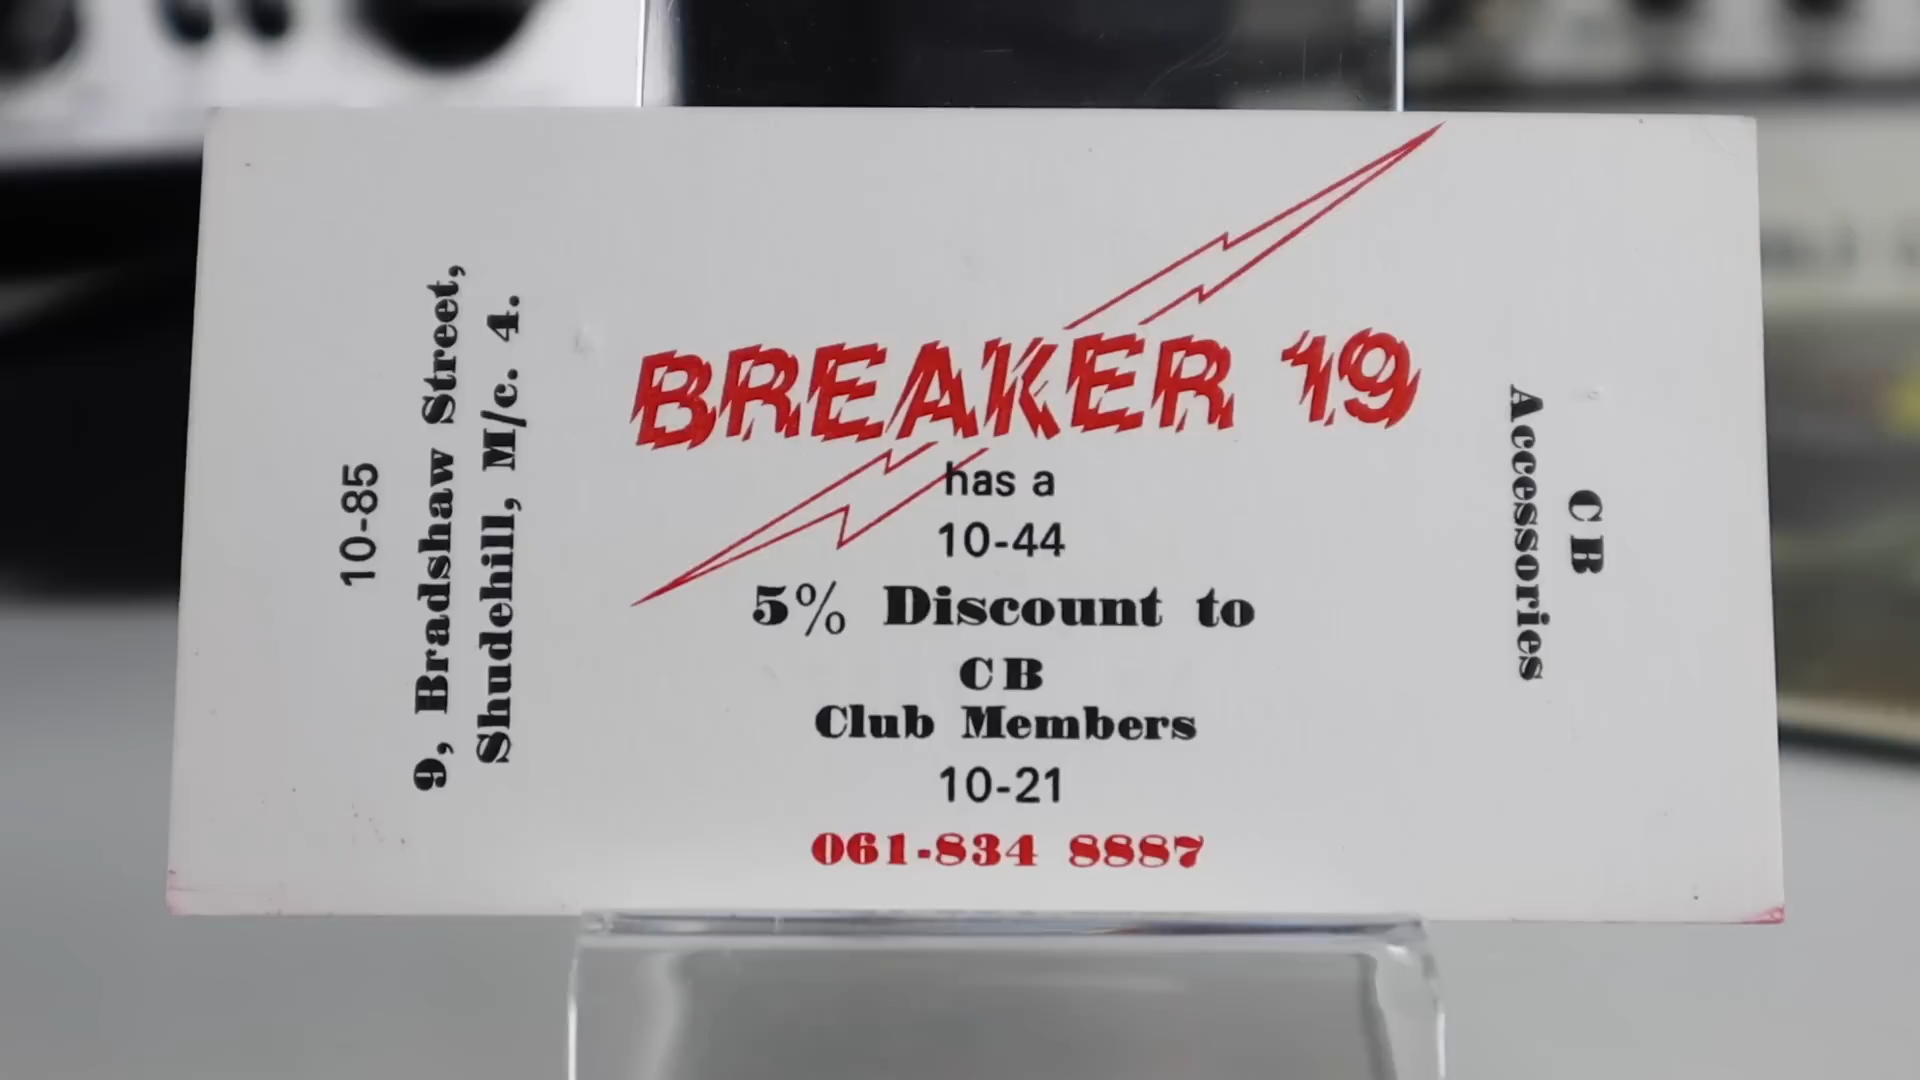 10-85
9, Bradshaw Street,
Shudehill, M/c. 4.
BREAKER 19
has a
10-44
5% Discount to
CB
Club Members
10-21
061-834 8887
CB
Accessories